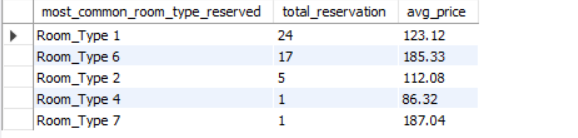 most_common_room_type_reserved total_reservation avg_price
Room_Type 1 24 123.12
Room_Type 6 17 185.33
Room_Type 2 5 112.08
Room_Type 4 1 86.32
Room_Type 7 1 187.04